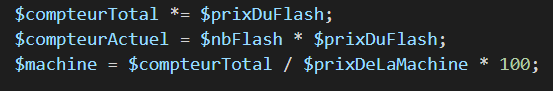 $compteurTotal *= $prixDuFlash;
$compteurActuel = $nbFlash * $prixDuFlash;
$machine = $compteurTotal / $prixDeLaMachine * 100;